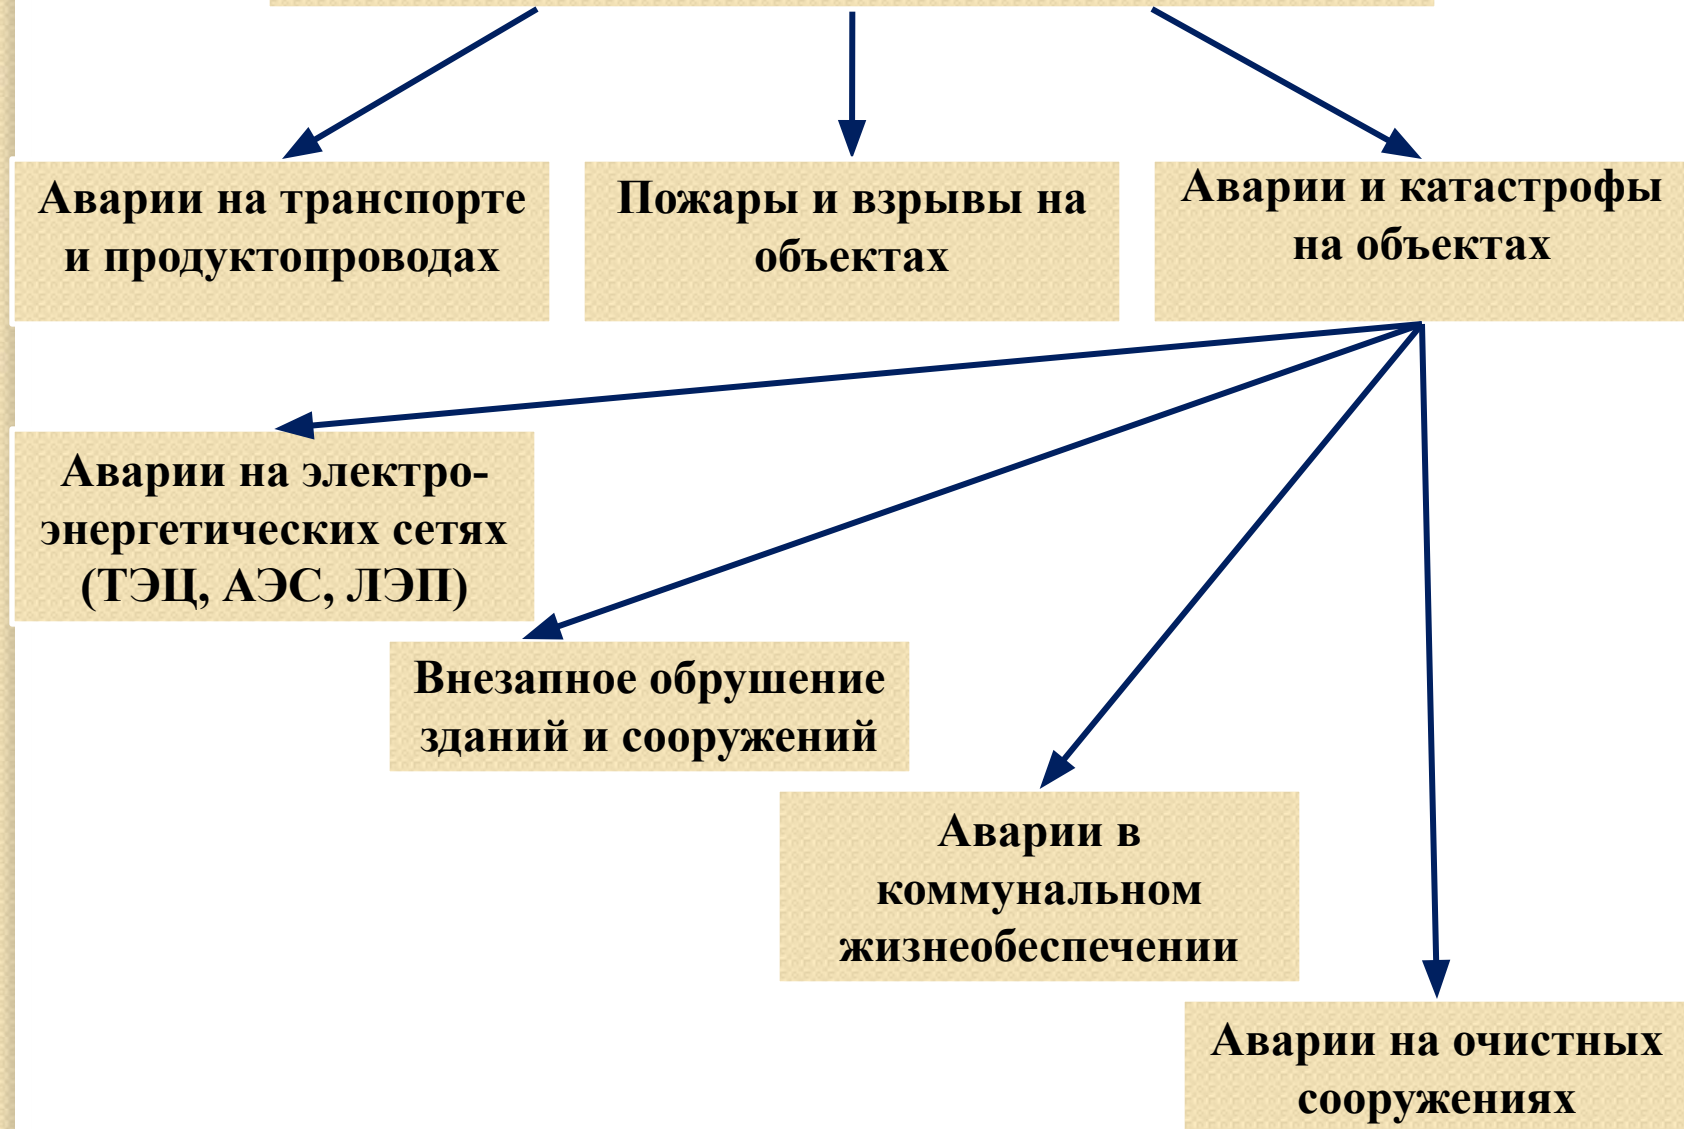 Аварии на транспорте
и продуктопроводах
Пожары и взрывы на
объектах
Аварии и катастрофы
на объектах
Аварии на электро-
энергетических сетях
(ТЭЦ, АЭС, ЛЭП)
Внезапное обрушение
зданий и сооружений
Аварии в
коммунальном
жизнеобеспечении
Аварии на очистных
сооружениях